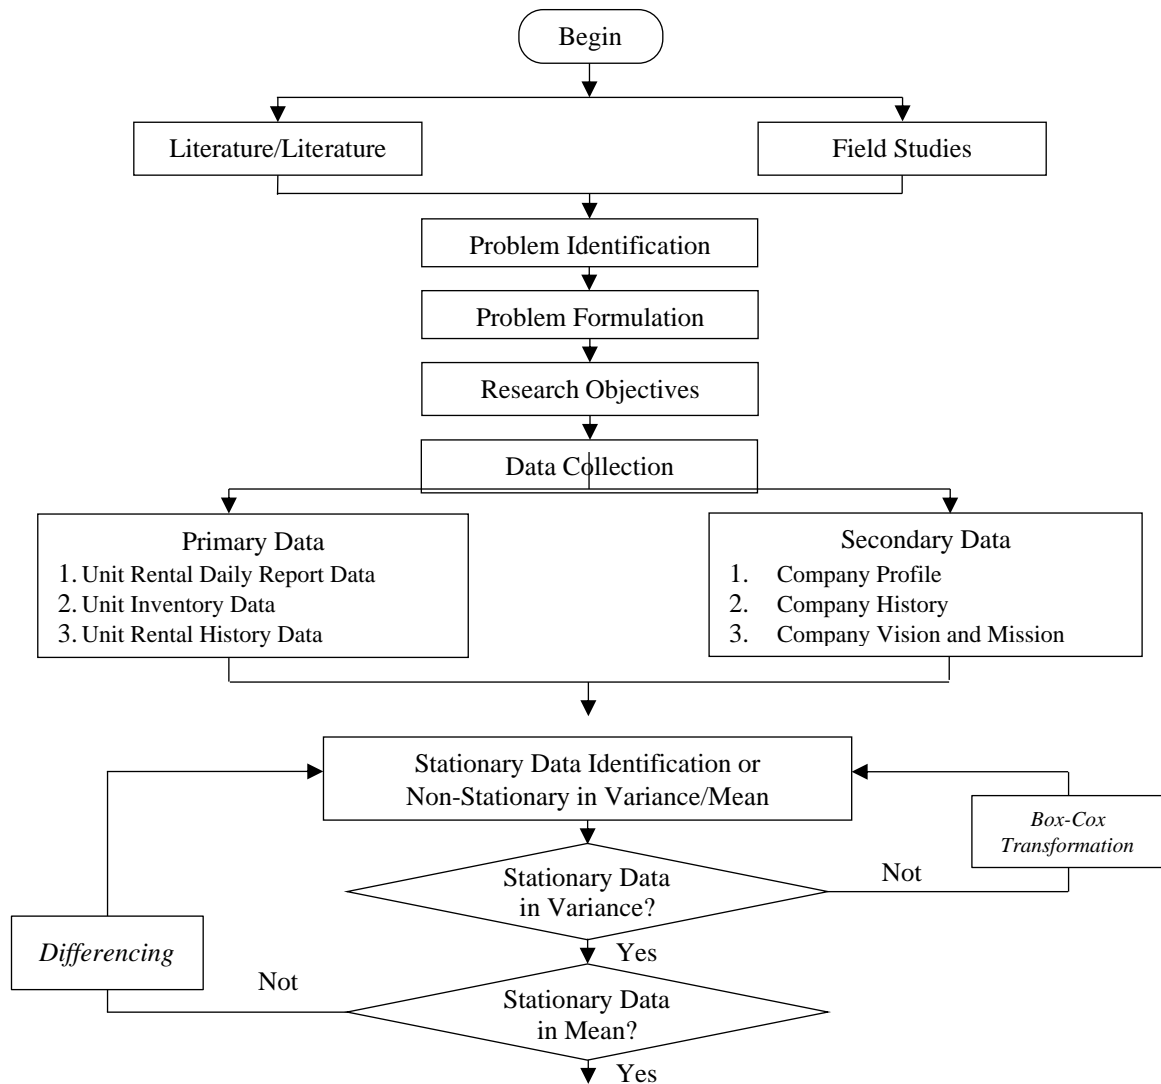 Begin
Literature/Literature
Field Studies
Problem Identification
Problem Formulation
Research Objectives
Data Collection
Primary Data
1. Unit Rental Daily Report Data
2. Unit Inventory Data
3. Unit Rental History Data
Secondary Data
1. Company Profile
2. Company History
3. Company Vision and Mission
Stationary Data Identification or
Non-Stationary in Variance/Mean
Box-Cox
Transformation
Stationary Data
in Variance?
Not
Yes
Differencing
Not
Stationary Data
in Mean?
Yes